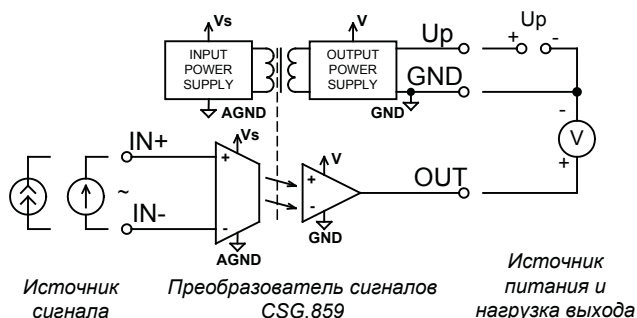 Vs
V
INPUT
POWER
SUPPLY
OUTPUT
POWER
SUPPLY
Up
Up
+ -
GND
AGND
GND
-
V
+
IN+
Vs
V
+
+
OUT
~
IN-
-
-
AGND
GND
Источник
сигнала
Преобразователь сигналов
CSG.859
Источник
питания и
нагрузка выхода